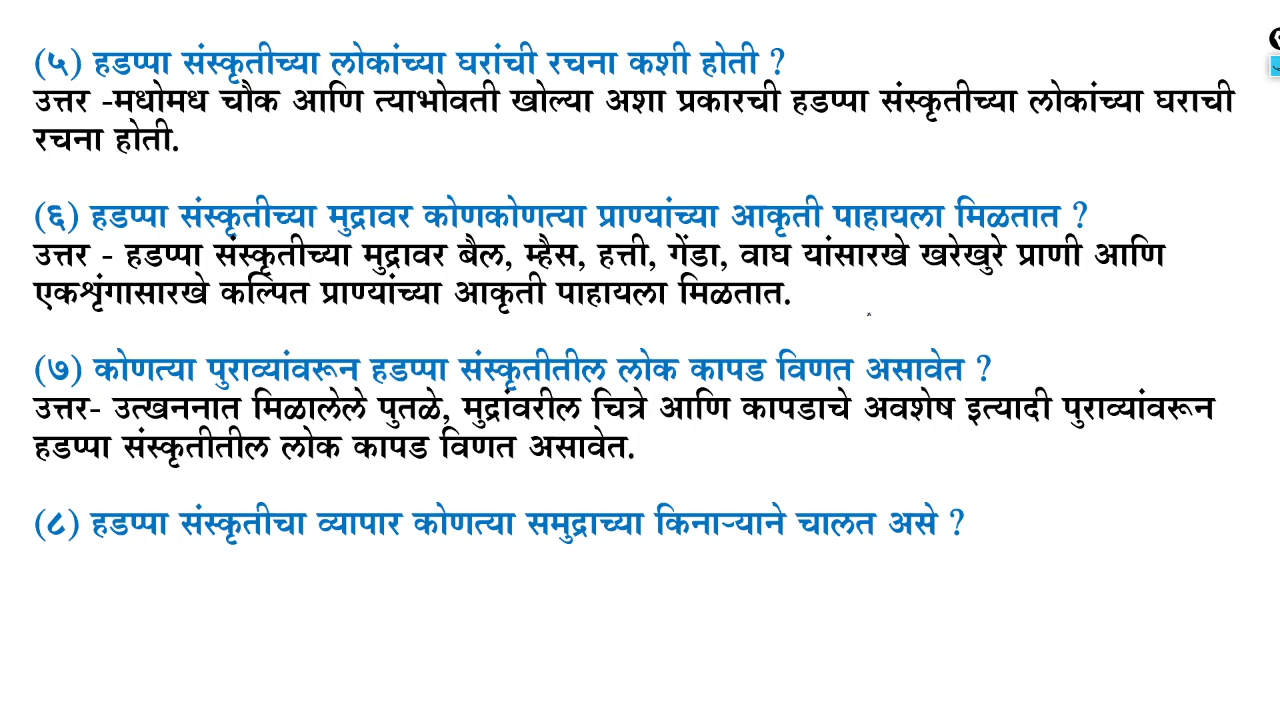 (५) हडप्पा संस्कृतीच्या लोकांच्या घरांची रचना कशी होती ?
उत्तर -मधोमध चौक आणि त्याभोवती खोल्या अशा प्रकारची हडप्पा संस्कृतीच्या लोकांच्या घराची
रचना होती.
(६) हडप्पा संस्कृतीच्या मुद्रावर कोणकोणत्या प्राण्यांच्या आकृती पाहायला मिळतात ?
उत्तर - हडप्पा संस्कृतीच्या मुद्रावर बैल, म्हैस, हत्ती, गेंडा, वाघ यांसारखे खरेखुरे प्राणी आणि
एकशृंगासारखे कल्पित प्राण्यांच्या आकृती पाहायला मिळतात.
(७) कोणत्या पुराव्यांवरून हडप्पा संस्कृतीतील लोक कापड विणत असावेत ?
उत्तर- उत्खननात मिळालेले पुतळे, मुद्रांवरील चित्रे आणि कापडाचे अवशेष इत्यादी पुराव्यांवरून
हडप्पा संस्कृतीतील लोक कापड विणत असावेत.
(८) हडप्पा संस्कृतीचा व्यापार कोणत्या समुद्राच्या किनाऱ्याने चालत असे ?